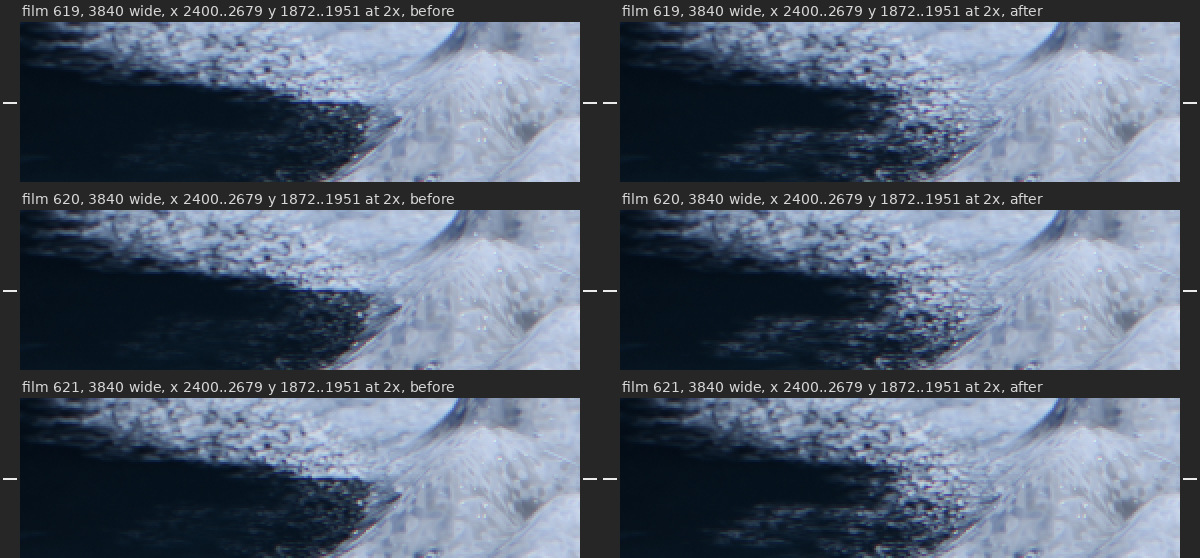 film 619, 3840 wide, x 2400..2679 y 1872..1951 at 2x, before
film 619, 3840 wide, x 2400..2679 y 1872..1951 at 2x, after
film 620, 3840 wide, x 2400..2679 y 1872..1951 at 2x, before
film 620, 3840 wide, x 2400..2679 y 1872..1951 at 2x, after
film 621, 3840 wide, x 2400..2679 y 1872..1951 at 2x, before
film 621, 3840 wide, x 2400..2679 y 1872..1951 at 2x, after